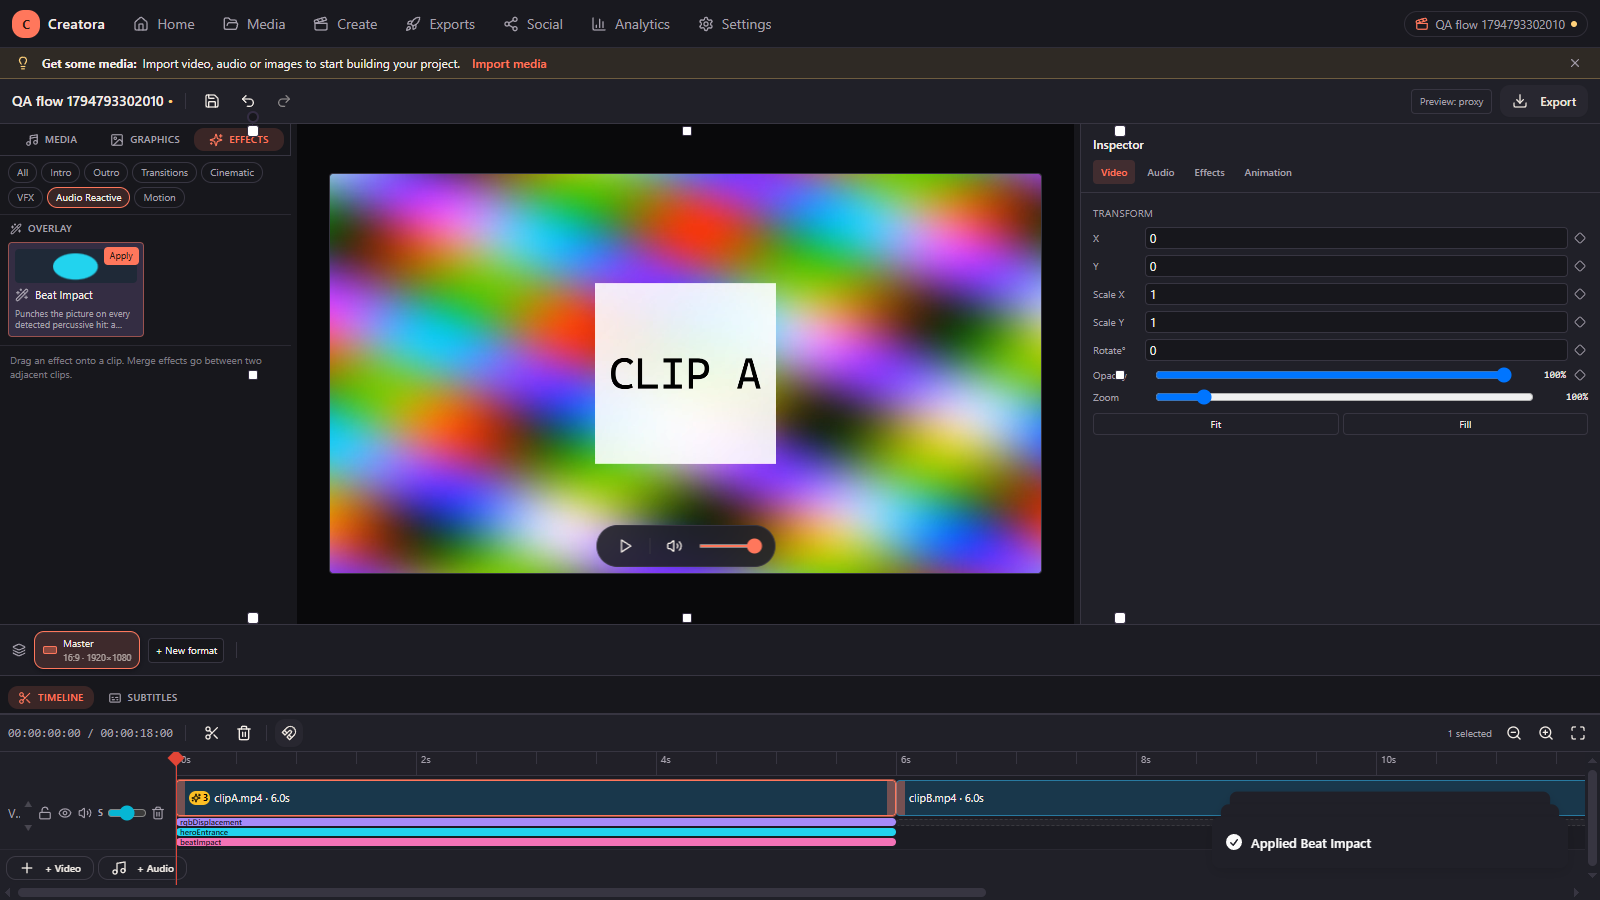 C Creatora Home Media Create Exports Social Analytics Settings QA flow 1794793302010
Get some media: Import video, audio or images to start building your project. Import media
QA flow 1794793302010 • Preview: proxy Export
MEDIA GRAPHICS EFFECTS
All Intro Outro Transitions Cinematic
VFX Audio Reactive Motion
OVERLAY
Apply
Beat Impact
Punches the picture on every
detected percussive hit: a...
Drag an effect onto a clip. Merge effects go between two
adjacent clips.
CLIP A
Inspector
Video Audio Effects Animation
TRANSFORM
X 0
Y 0
Scale X 1
Scale Y 1
Rotate° 0
100%
Zoom 100%
Fit Fill
Master
16:9 · 1920×1080
+ New format
TIMELINE SUBTITLES
00:00:00:00 / 00:00:18:00 1 selected
0s 2s 4s 6s 8s 10s
V.. S
3 clipA.mp4 · 6.0s clipB.mp4 · 6.0s
rgbDisplacement
heroEntrance
beatImpact
Applied Beat Impact
+ Video + Audio